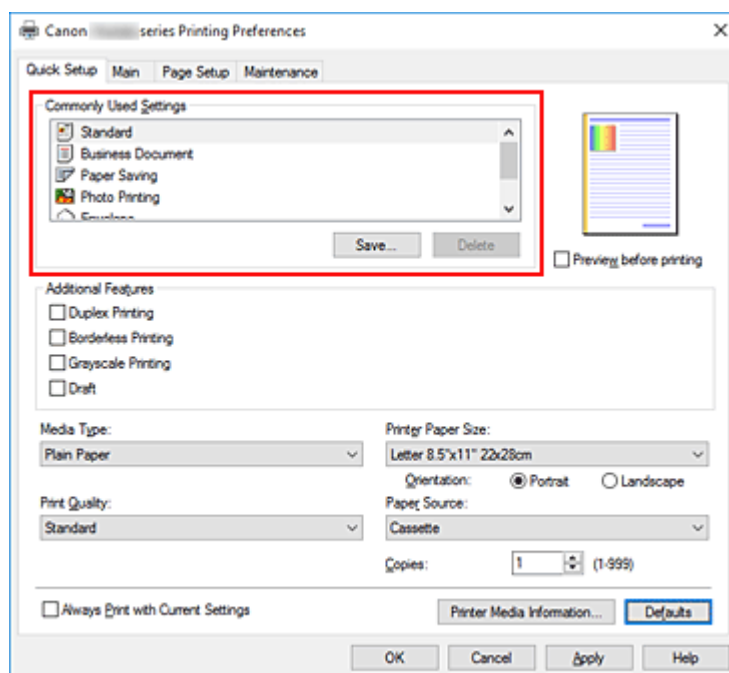 Canon series Printing Preferences
Quick Setup Main Page Setup Maintenance
Commonly Used Settings
Standard
Business Document
Paper Saving
Photo Printing
Save... Delete
Preview before printing
Additional Features
Duplex Printing
Borderless Printing
Grayscale Printing
Draft
Media Type:
Plain Paper
Printer Paper Size:
Letter 8.5"x11" 22x28cm
Orientation: Portrait Landscape
Print Quality:
Standard
Paper Source:
Cassette
Copies: 1 (1-999)
Always Print with Current Settings
Printer Media Information... Defaults
OK Cancel Apply Help